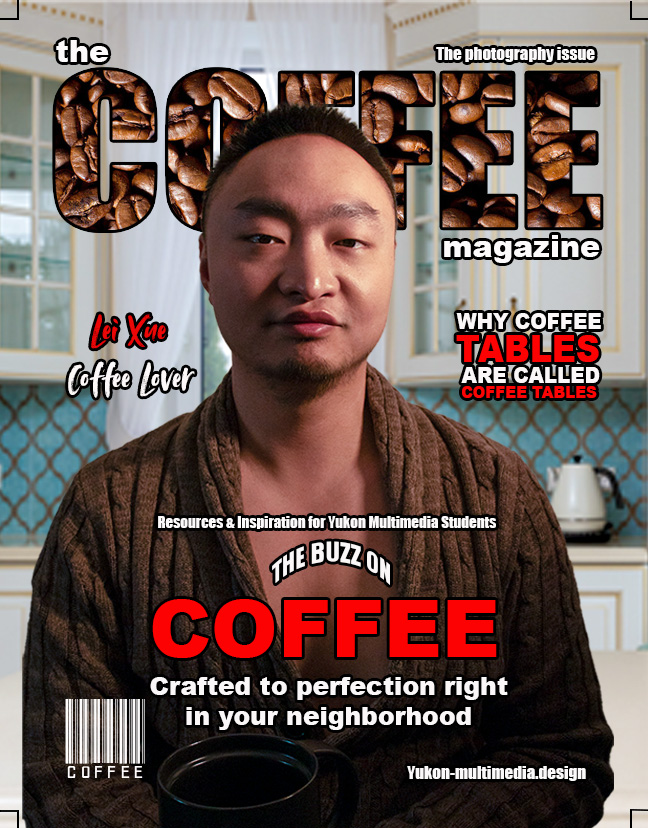 the
The photography issue
COFFEE
magazine
Lei Xue
Coffee Lover
WHY COFFEE
TABLES
ARE CALLED
COFFEE TABLES
Resources & Inspiration for Yukon Multimedia Students
THE BUZZ ON
COFFEE
Crafted to perfection right
in your neighborhood
COFFEE
Yukon-multimedia.design